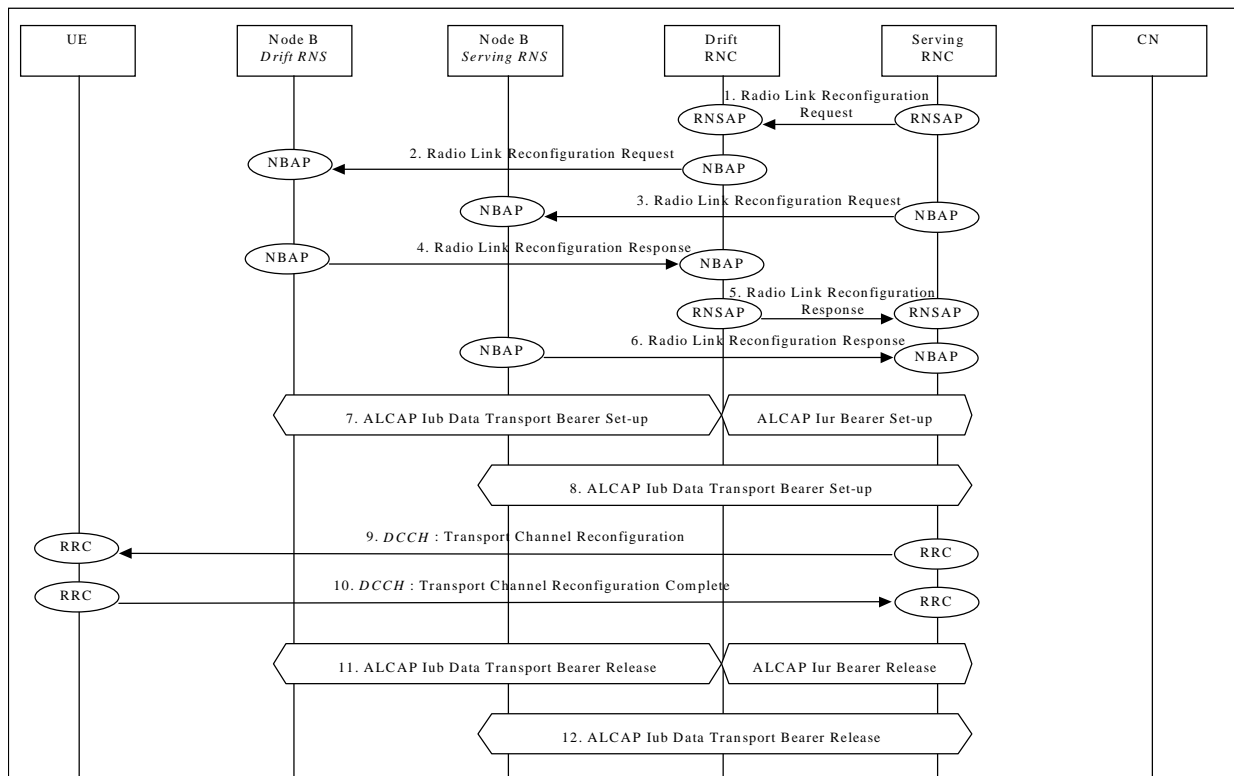 UE
Node B
Drift RNS
Node B
Serving RNS
Drift
RNC
Serving
RNC
CN
1. Radio Link Reconfiguration
Request
RNSAP
RNSAP
2. Radio Link Reconfiguration Request
NBAP
NBAP
3. Radio Link Reconfiguration Request
NBAP
NBAP
4. Radio Link Reconfiguration Response
NBAP
NBAP
5. Radio Link Reconfiguration
Response
RNSAP
RNSAP
6. Radio Link Reconfiguration Response
NBAP
NBAP
7. ALCAP Iub Data Transport Bearer Set-up
ALCAP Iur Bearer Set-up
8. ALCAP Iub Data Transport Bearer Set-up
9. DCCH : Transport Channel Reconfiguration
RRC
RRC
10. DCCH : Transport Channel Reconfiguration Complete
RRC
RRC
11. ALCAP Iub Data Transport Bearer Release
ALCAP Iur Bearer Release
12. ALCAP Iub Data Transport Bearer Release